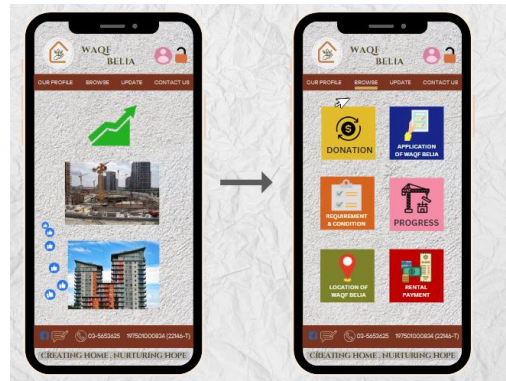 WAQF
BELIA
OUR PROFILE BROWSE UPDATE CONTACT US
03-5653625 197501000834 (22146-T)
CREATING HOME , NURTURING HOPE
WAQF
BELIA
OUR PROFILE BROWSE UPDATE CONTACT US
DONATION
APPLICATION
OF WAQF BELIA
REQUIREMENT
& CONDITION
PROGRESS
LOCATION OF
WAQF BELIA
RENTAL
PAYMENT
03-5653625 197501000834 (22146-T)
CREATING HOME , NURTURING HOPE